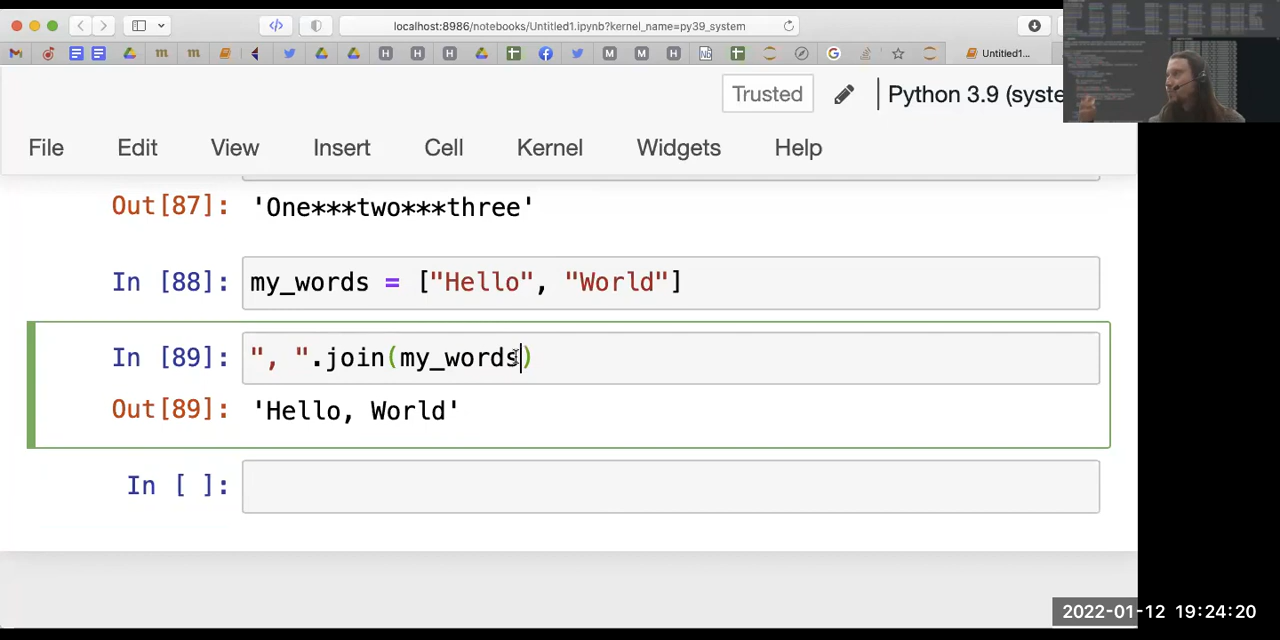 localhost:8986/notebooks/Untitled1.ipynb?kernel_name=py39_system
Untitled1...
Trusted
Python 3.9 (syste
File Edit View Insert Cell Kernel Widgets Help
Out[87]: 'One***two***three'
In [88]: my_words = ["Hello", "World"]
In [89]: ", ".join(my_words)
Out[89]: 'Hello, World'
In [ ]:
2022-01-12 19:24:20